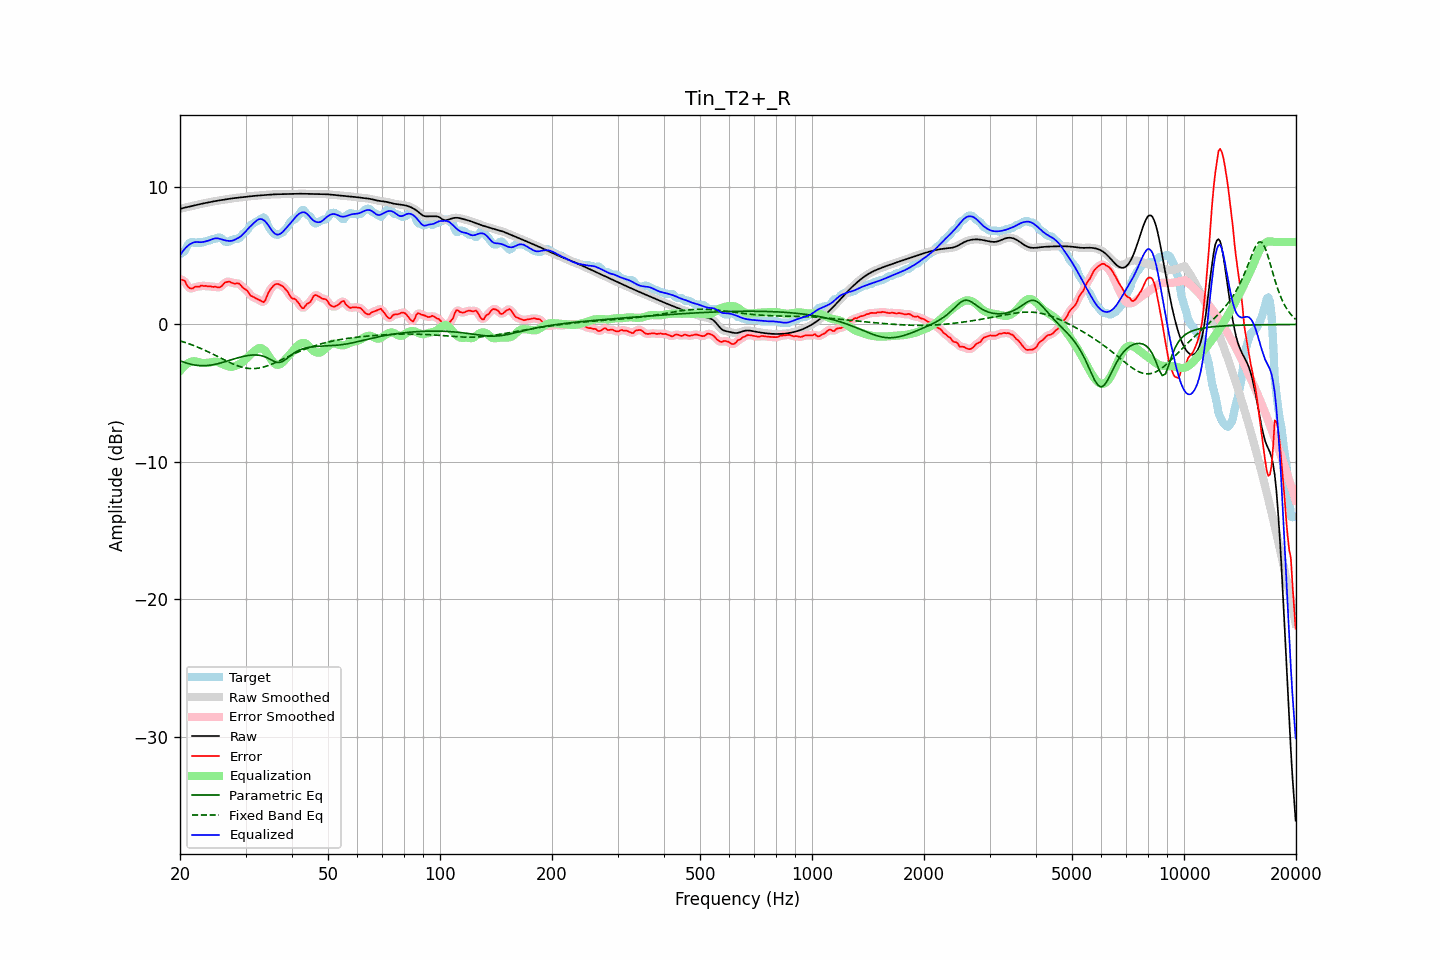 Tin_T2+_R
Amplitude (dBr)
10
0
−10
−20
−30
Target
Raw Smoothed
Error Smoothed
Raw
Error
Equalization
Parametric Eq
Fixed Band Eq
Equalized
20 50 100 200 500 1000 2000 5000 10000 20000
Frequency (Hz)